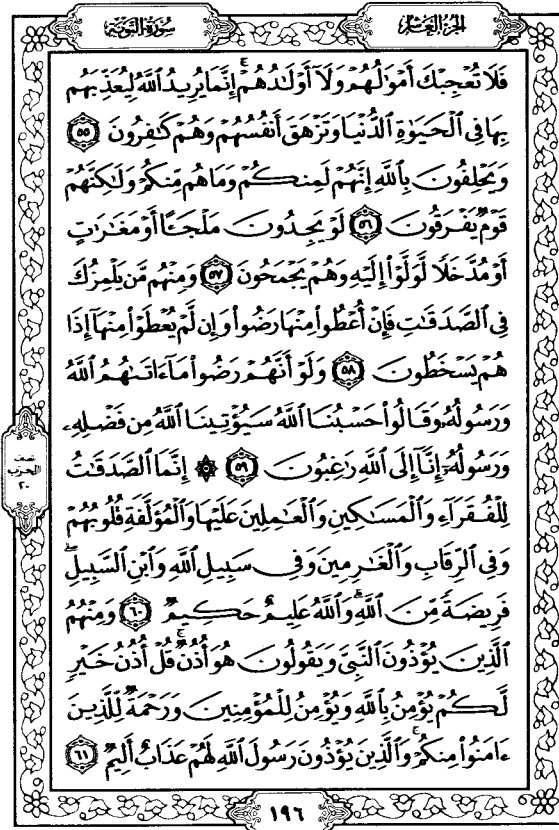 سُورَةُ التَّوْبَةِ
الجُزْءُ العَاشِرُ
فَلَا تُعْجِبْكَ أَمْوَٰلُهُمْ وَلَآ أَوْلَٰدُهُمْ ۚ إِنَّمَا يُرِيدُ ٱللَّهُ لِيُعَذِّبَهُم
بِهَا فِى ٱلْحَيَوٰةِ ٱلدُّنْيَا وَتَزْهَقَ أَنفُسُهُمْ وَهُمْ كَٰفِرُونَ ٥٥
وَيَحْلِفُونَ بِٱللَّهِ إِنَّهُمْ لَمِنكُمْ وَمَا هُم مِّنكُمْ وَلَٰكِنَّهُمْ
قَوْمٌ يَفْرَقُونَ ٥٦ لَوْ يَجِدُونَ مَلْجَـًٔا أَوْ مَغَٰرَٰتٍ
أَوْ مُدَّخَلًا لَّوَلَّوْا۟ إِلَيْهِ وَهُمْ يَجْمَحُونَ ٥٧ وَمِنْهُم مَّن يَلْمِزُكَ
فِى ٱلصَّدَقَٰتِ فَإِنْ أُعْطُوا۟ مِنْهَا رَضُوا۟ وَإِن لَّمْ يُعْطَوْا۟ مِنْهَآ إِذَا
هُمْ يَسْخَطُونَ ٥٨ وَلَوْ أَنَّهُمْ رَضُوا۟ مَآ ءَاتَىٰهُمُ ٱللَّهُ
وَرَسُولُهُۥ وَقَالُوا۟ حَسْبُنَا ٱللَّهُ سَيُؤْتِينَا ٱللَّهُ مِن فَضْلِهِۦ
وَرَسُولُهُۥٓ إِنَّآ إِلَى ٱللَّهِ رَٰغِبُونَ ٥٩ ۞ إِنَّمَا ٱلصَّدَقَٰتُ
لِلْفُقَرَآءِ وَٱلْمَسَٰكِينِ وَٱلْعَٰمِلِينَ عَلَيْهَا وَٱلْمُؤَلَّفَةِ قُلُوبُهُمْ
وَفِى ٱلرِّقَابِ وَٱلْغَٰرِمِينَ وَفِى سَبِيلِ ٱللَّهِ وَٱبْنِ ٱلسَّبِيلِ ۖ
فَرِيضَةً مِّنَ ٱللَّهِ ۗ وَٱللَّهُ عَلِيمٌ حَكِيمٌ ٦٠ وَمِنْهُمُ
ٱلَّذِينَ يُؤْذُونَ ٱلنَّبِىَّ وَيَقُولُونَ هُوَ أُذُنٌ ۚ قُلْ أُذُنُ خَيْرٍ
لَّكُمْ يُؤْمِنُ بِٱللَّهِ وَيُؤْمِنُ لِلْمُؤْمِنِينَ وَرَحْمَةٌ لِّلَّذِينَ
ءَامَنُوا۟ مِنكُمْ ۚ وَٱلَّذِينَ يُؤْذُونَ رَسُولَ ٱللَّهِ لَهُمْ عَذَابٌ أَلِيمٌ ٦١
نصف
الحزب
٢٠
١٩٦